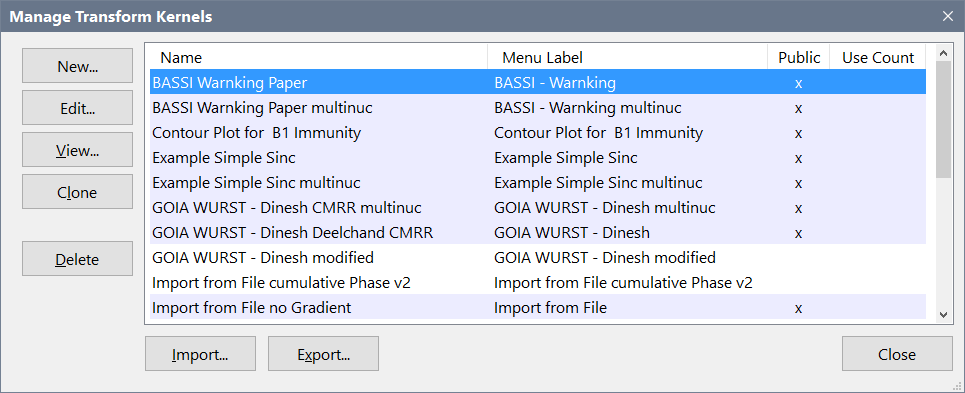 Manage Transform Kernels
New...
Edit...
View...
Clone
Delete
Name Menu Label Public Use Count
BASSI Warnking Paper BASSI - Warnking x
BASSI Warnking Paper multinuc BASSI - Warnking multinuc x
Contour Plot for  B1 Immunity Contour Plot for  B1 Immunity x
Example Simple Sinc Example Simple Sinc x
Example Simple Sinc multinuc Example Simple Sinc multinuc x
GOIA WURST - Dinesh CMRR multinuc GOIA WURST - Dinesh multinuc x
GOIA WURST - Dinesh Deelchand CMRR GOIA WURST - Dinesh x
GOIA WURST - Dinesh modified GOIA WURST - Dinesh modified
Import from File cumulative Phase v2 Import from File cumulative Phase v2
Import from File no Gradient Import from File x
Import... Export... Close